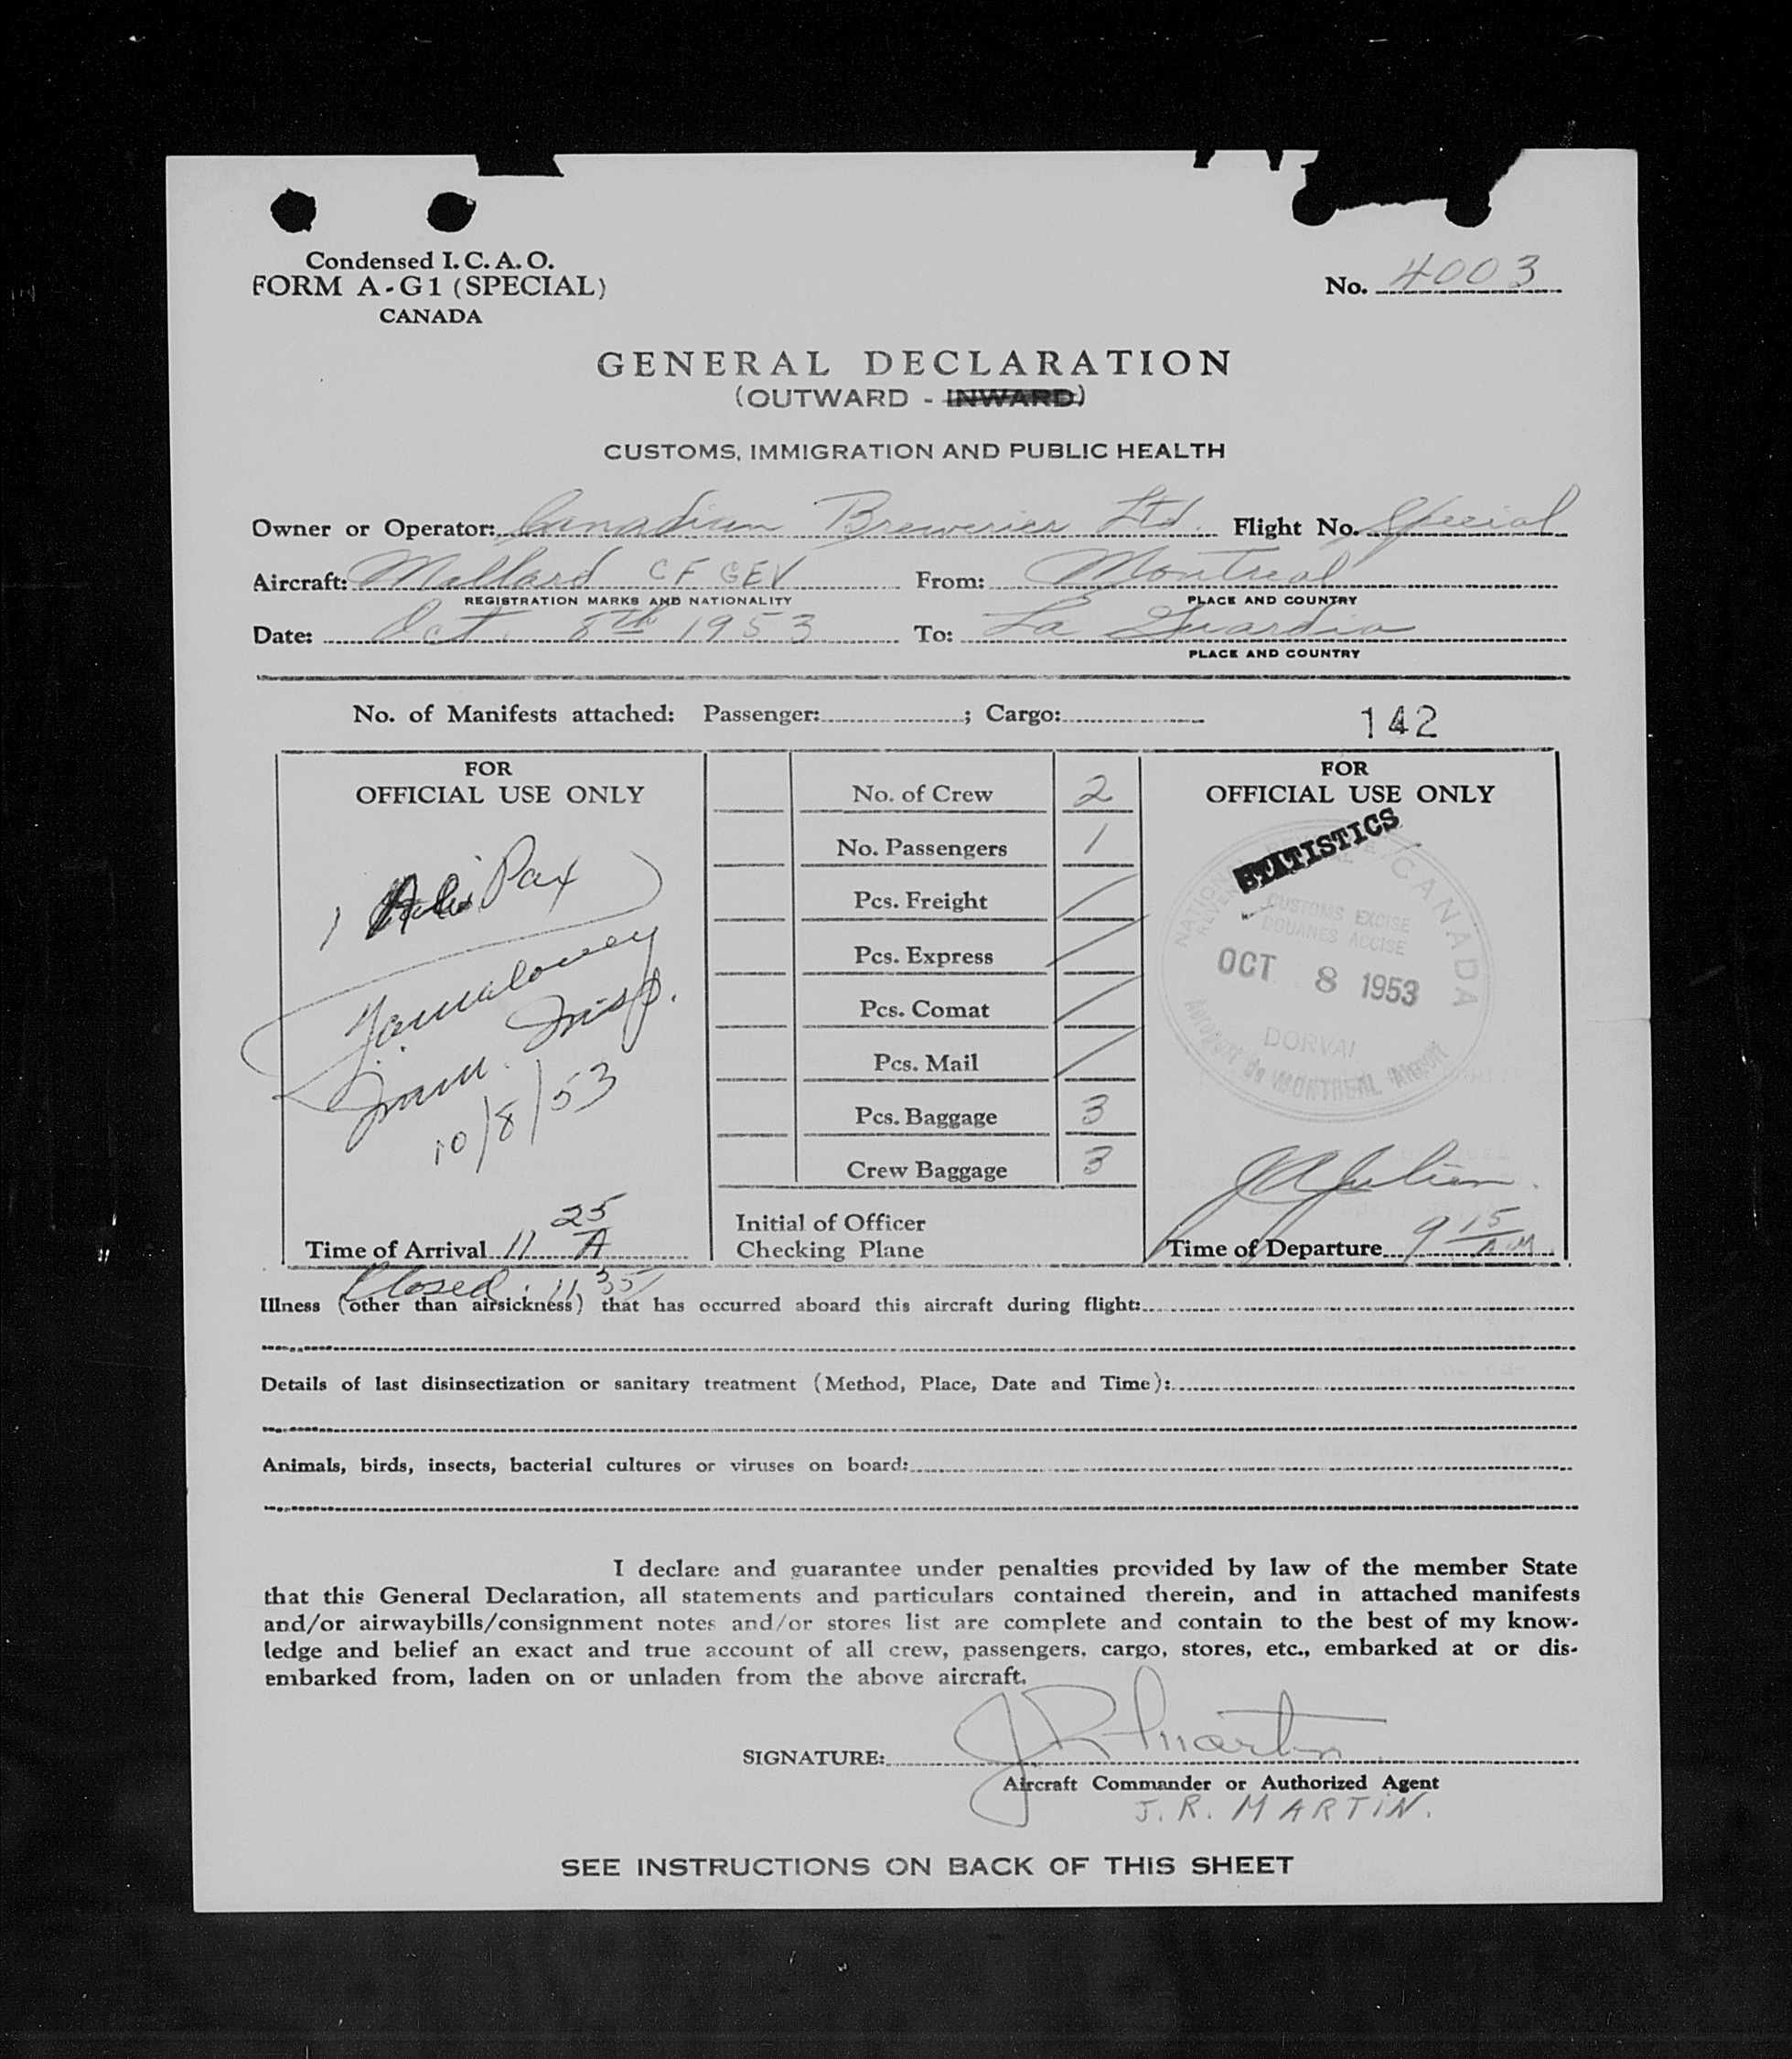 Condensed I. C. A. O.
FORM A-G1 (SPECIAL)
CANADA
No. 4003
GENERAL DECLARATION
(OUTWARD - INWARD)
CUSTOMS, IMMIGRATION AND PUBLIC HEALTH
Owner or Operator: Canadian Breweries Ltd. Flight No. Special
Aircraft: Mallard CF GEV From: Montreal
REGISTRATION MARKS AND NATIONALITY PLACE AND COUNTRY
Date: Oct. 8th 1953 To: La Guardia
PLACE AND COUNTRY
No. of Manifests attached: Passenger: ; Cargo:
142
FOR
OFFICIAL USE ONLY
1 Pax
Imm. Insp.
10/8/53
Time of Arrival 11 25 A
Closed. 11 35
No. of Crew 2
No. Passengers 1
Pcs. Freight /
Pcs. Express /
Pcs. Comat /
Pcs. Mail /
Pcs. Baggage 3
Crew Baggage 3
Initial of Officer
Checking Plane
FOR
OFFICIAL USE ONLY
STATISTICS
CANADA
CUSTOMS EXCISE
DOUANES ACCISE
OCT 8 1953
DORVAL
Aéroport de MONTREAL Airport
J A Julien.
Time of Departure 9 15 A.M.
Illness (other than airsickness) that has occurred aboard this aircraft during flight:
Details of last disinsectization or sanitary treatment (Method, Place, Date and Time):
Animals, birds, insects, bacterial cultures or viruses on board:
I declare and guarantee under penalties provided by law of the member State
that this General Declaration, all statements and particulars contained therein, and in attached manifests
and/or airwaybills/consignment notes and/or stores list are complete and contain to the best of my know-
ledge and belief an exact and true account of all crew, passengers, cargo, stores, etc., embarked at or dis-
embarked from, laden on or unladen from the above aircraft.
SIGNATURE: J R Martin
Aircraft Commander or Authorized Agent
J. R. MARTIN.
SEE INSTRUCTIONS ON BACK OF THIS SHEET